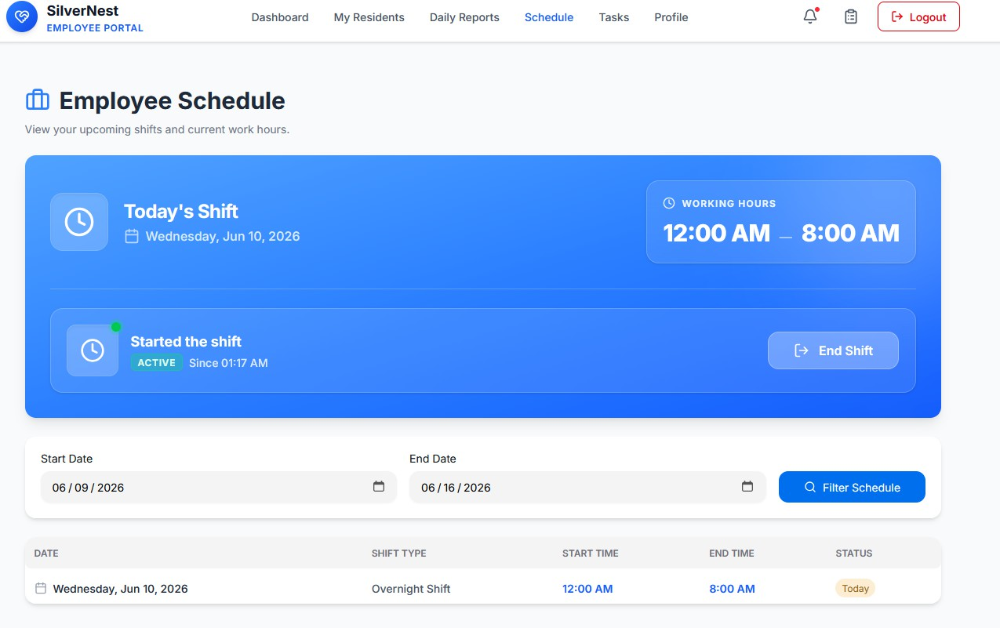 SilverNest
EMPLOYEE PORTAL
Dashboard My Residents Daily Reports Schedule Tasks Profile
Logout
Employee Schedule
View your upcoming shifts and current work hours.
Today's Shift
Wednesday, Jun 10, 2026
WORKING HOURS
12:00 AM — 8:00 AM
Started the shift
ACTIVE Since 01:17 AM
End Shift
Start Date
06/09/2026
End Date
06/16/2026
Filter Schedule
DATE SHIFT TYPE START TIME END TIME STATUS
Wednesday, Jun 10, 2026 Overnight Shift 12:00 AM 8:00 AM Today